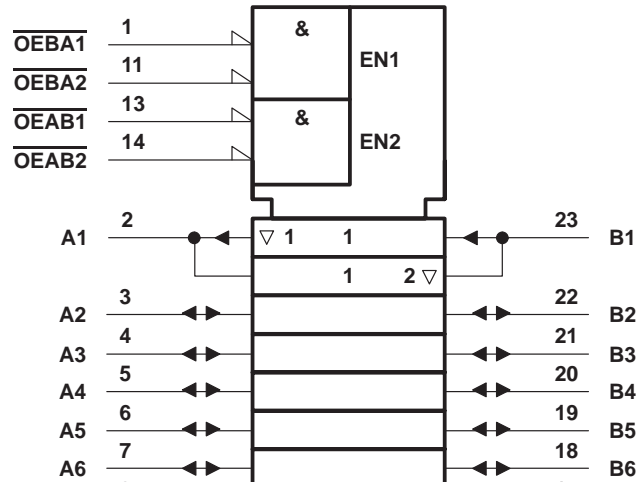 OEBA1 1 &
EN1
OEBA2 11
OEAB1 13 &
EN2
OEAB2 14
A1 2 ▽ 1 1 23 B1
1 2 ▽
A2 3 22 B2
A3 4 21 B3
A4 5 20 B4
A5 6 19 B5
A6 7 18 B6